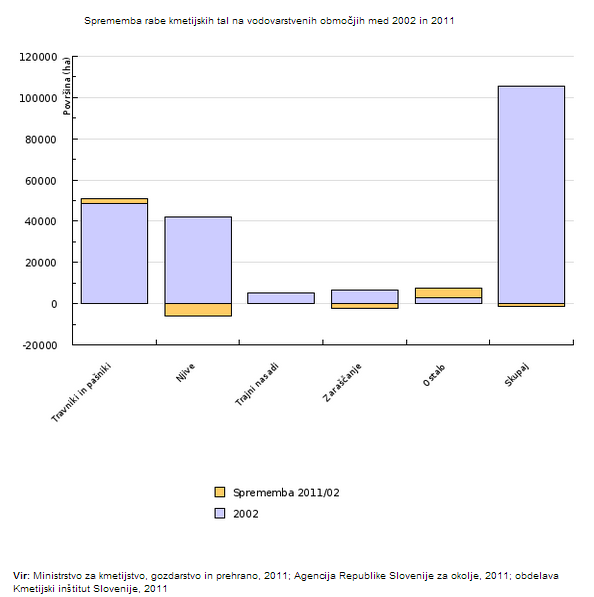 Sprememba rabe kmetijskih tal na vodovarstvenih območjih med 2002 in 2011
Površina (ha)
120000
100000
80000
60000
40000
20000
0
-20000
Travniki in pašniki
Njive
Trajni nasadi
Zaraščanje
Ostalo
Skupaj
Sprememba 2011/02
2002
Vir: Ministrstvo za kmetijstvo, gozdarstvo in prehrano, 2011; Agencija Republike Slovenije za okolje, 2011; obdelava
Kmetijski inštitut Slovenije, 2011